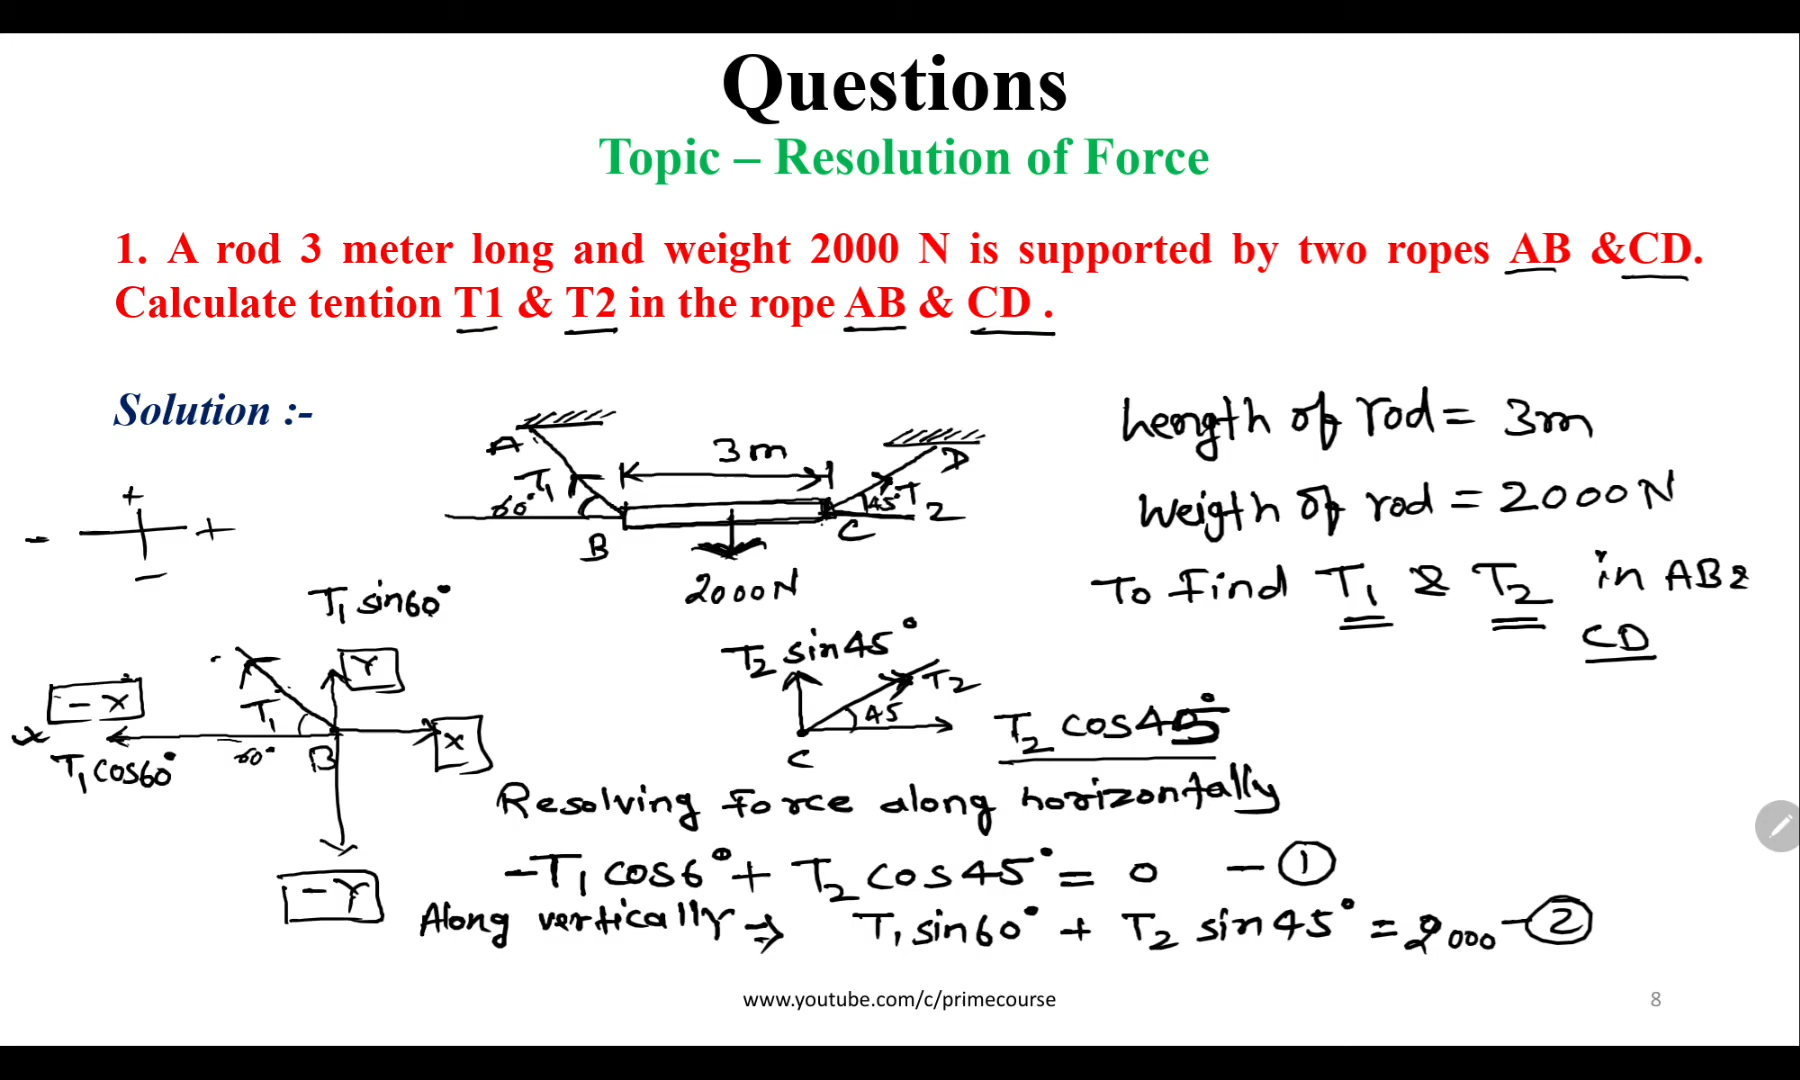 Questions
Topic – Resolution of Force
1. A rod 3 meter long and weight 2000 N is supported by two ropes AB &CD.
Calculate tention T1 & T2 in the rope AB & CD .
Solution :-
A
3 m
D
T1
60°
45°
T2
B
C
2000N
Length of rod = 3m
Weigth of rod = 2000 N
To Find T1 & T2 in AB &
CD
+
- +
-
T1 sin60°
Y
-X
T1
X
x
T1 cos60°
60°
B
-Y
T2 sin45°
T2
45
T2 cos45°
C
Resolving Force along horizontally
-T1 cos6° + T2 cos45° = 0 - 1
Along vertically → T1 sin60° + T2 sin45° = 2000 - 2
www.youtube.com/c/primecourse
8